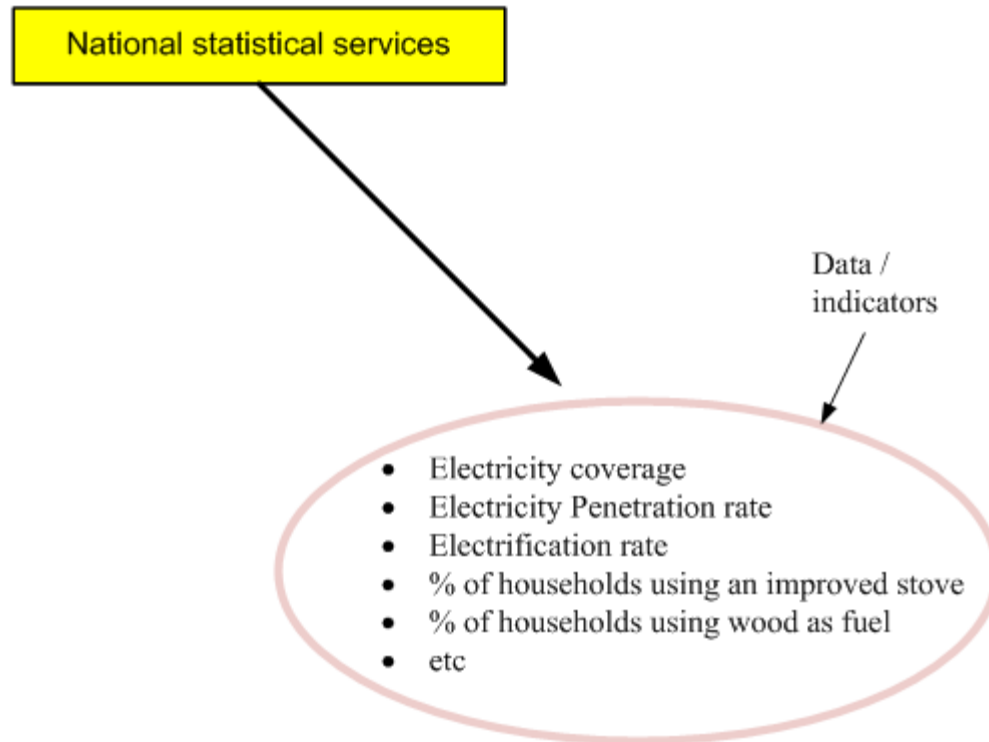 National statistical services
Data /
indicators
• Electricity coverage
• Electricity Penetration rate
• Electrification rate
• % of households using an improved stove
• % of households using wood as fuel
• etc